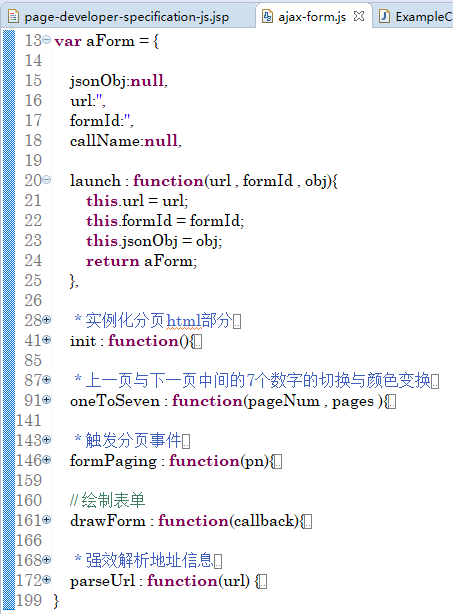 page-developer-specification-js.jsp
ajax-form.js
ExampleC
13 var aForm = {
14
15 jsonObj:null,
16 url:'',
17 formId:'',
18 callName:null,
19
20 launch : function(url , formId , obj){
21 this.url = url;
22 this.formId = formId;
23 this.jsonObj = obj;
24 return aForm;
25 },
26
28 * 实例化分页html部分
41 init : function(){
85
87 * 上一页与下一页中间的7个数字的切换与颜色变换
91 oneToSeven : function(pageNum , pages ){
141
143 * 触发分页事件
146 formPaging : function(pn){
159
160 // 绘制表单
161 drawForm : function(callback){
166
168 * 强效解析地址信息
172 parseUrl : function(url) {
199 }